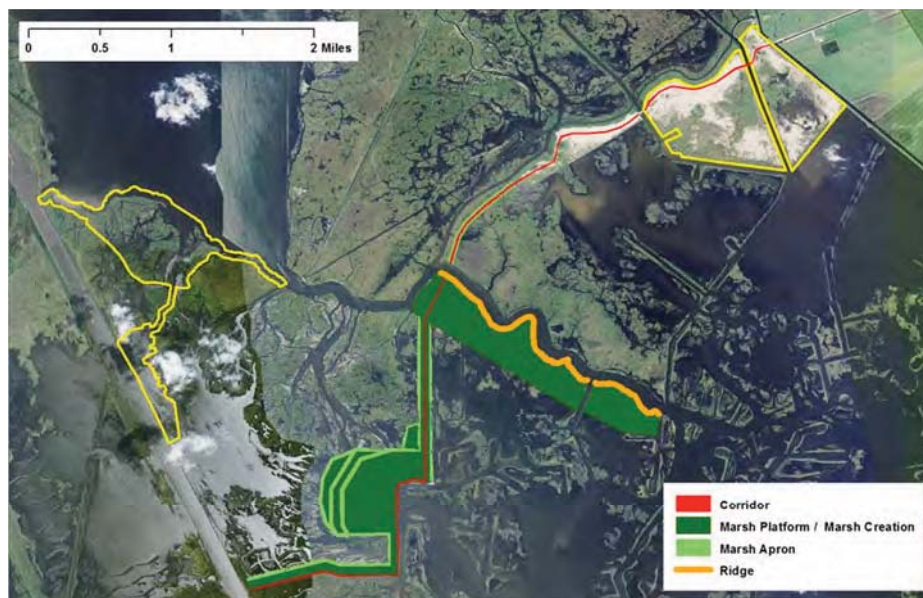 0 0.5 1 2 Miles
Corridor
Marsh Platform / Marsh Creation
Marsh Apron
Ridge